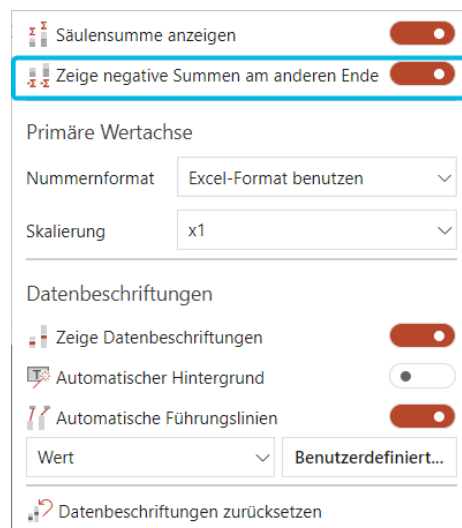 Säulensumme anzeigen
Zeige negative Summen am anderen Ende
Primäre Wertachse
Nummernformat Excel-Format benutzen
Skalierung x1
Datenbeschriftungen
Zeige Datenbeschriftungen
Automatischer Hintergrund
Automatische Führungslinien
Wert Benutzerdefiniert...
Datenbeschriftungen zurücksetzen